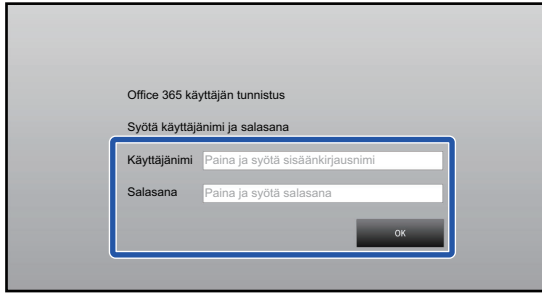 Office 365 käyttäjän tunnistus
Syötä käyttäjänimi ja salasana
Käyttäjänimi Paina ja syötä sisäänkirjausnimi
Salasana Paina ja syötä salasana
OK